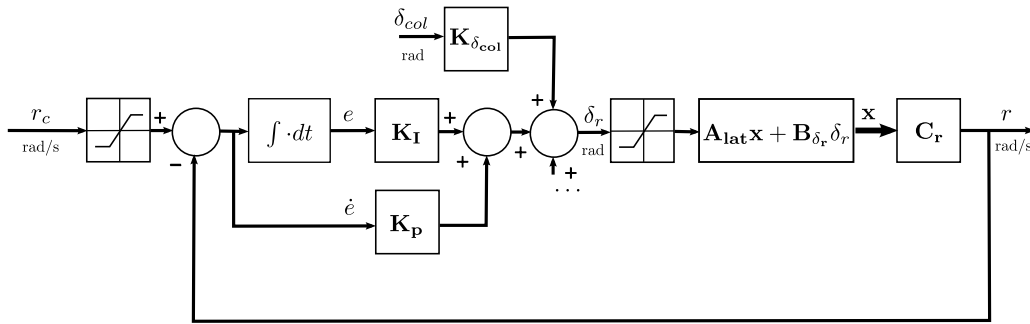 δ_col
rad
K_δcol
r_c
rad/s
+
−
∫ ·dt
e
K_I
+
+
+
+
+
. . .
δ_r
rad
A_lat x + B_δr δ_r
x
C_r
r
rad/s
ė
K_p